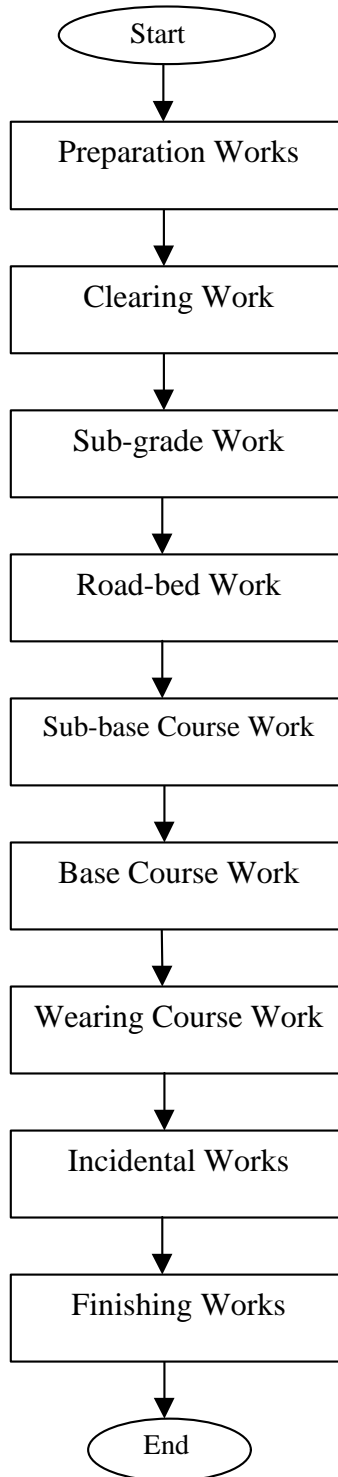 Start
Preparation Works
Clearing Work
Sub-grade Work
Road-bed Work
Sub-base Course Work
Base Course Work
Wearing Course Work
Incidental Works
Finishing Works
End